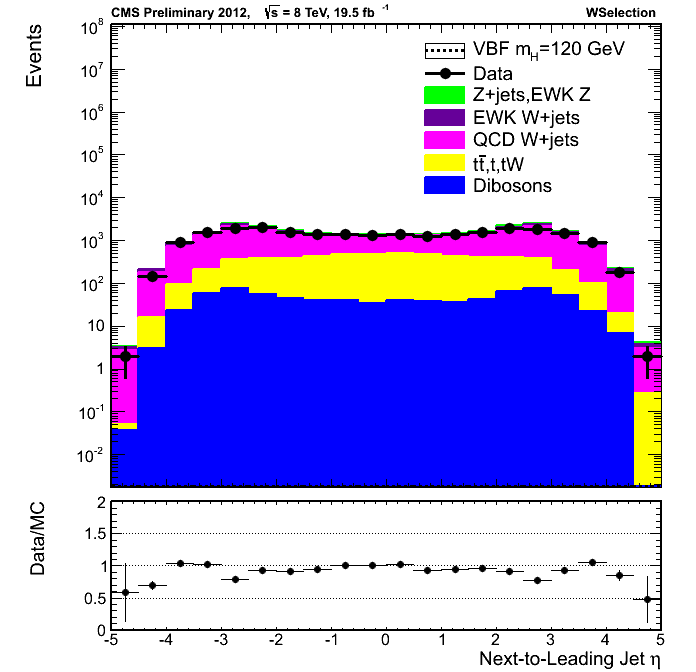 CMS Preliminary 2012, √s = 8 TeV, 19.5 fb⁻¹ WSelection
Events
10⁸
10⁷
10⁶
10⁵
10⁴
10³
10²
10
1
10⁻¹
10⁻²
VBF m_H=120 GeV
Data
Z+jets,EWK Z
EWK W+jets
QCD W+jets
tt̄,t,tW
Dibosons
Data/MC
2
1.5
1
0.5
0
-5 -4 -3 -2 -1 0 1 2 3 4 5
Next-to-Leading Jet η